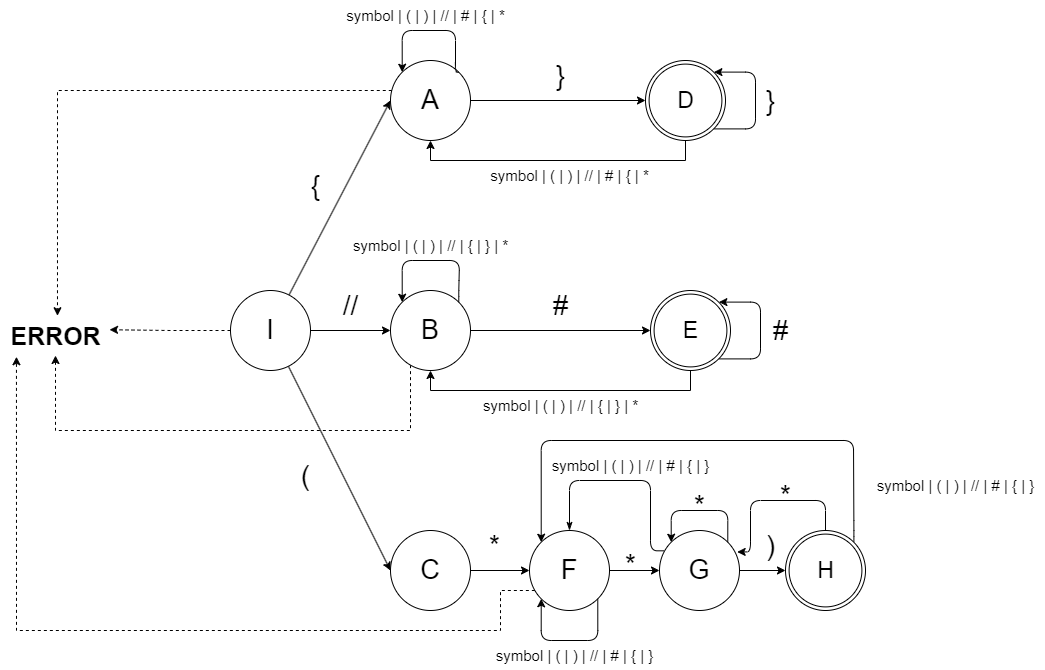 symbol | ( | ) | // | # | { | *
A
}
D
}
symbol | ( | ) | // | # | { | *
{
symbol | ( | ) | // | { | } | *
ERROR
I
//
B
#
E
#
symbol | ( | ) | // | { | } | *
symbol | ( | ) | // | # | { | }
symbol | ( | ) | // | # | { | }
(
*
*
C
*
F
*
G
)
H
symbol | ( | ) | // | # | { | }